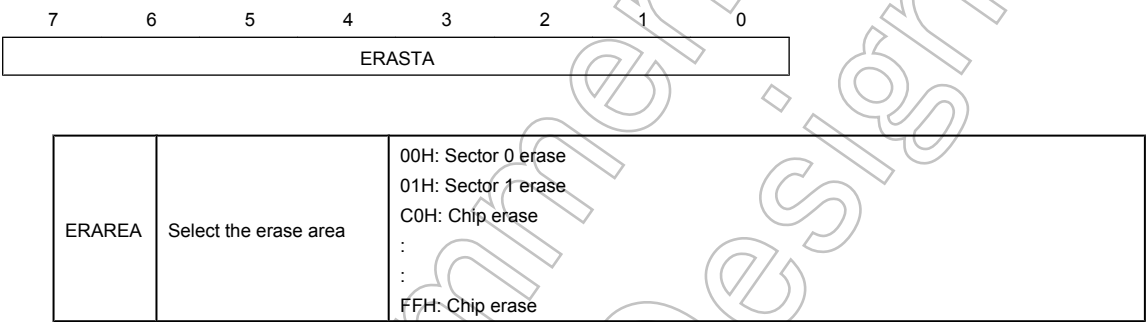 7 6 5 4 3 2 1 0
ERASTA
ERAREA Select the erase area
00H: Sector 0 erase
01H: Sector 1 erase
C0H: Chip erase
:
:
FFH: Chip erase